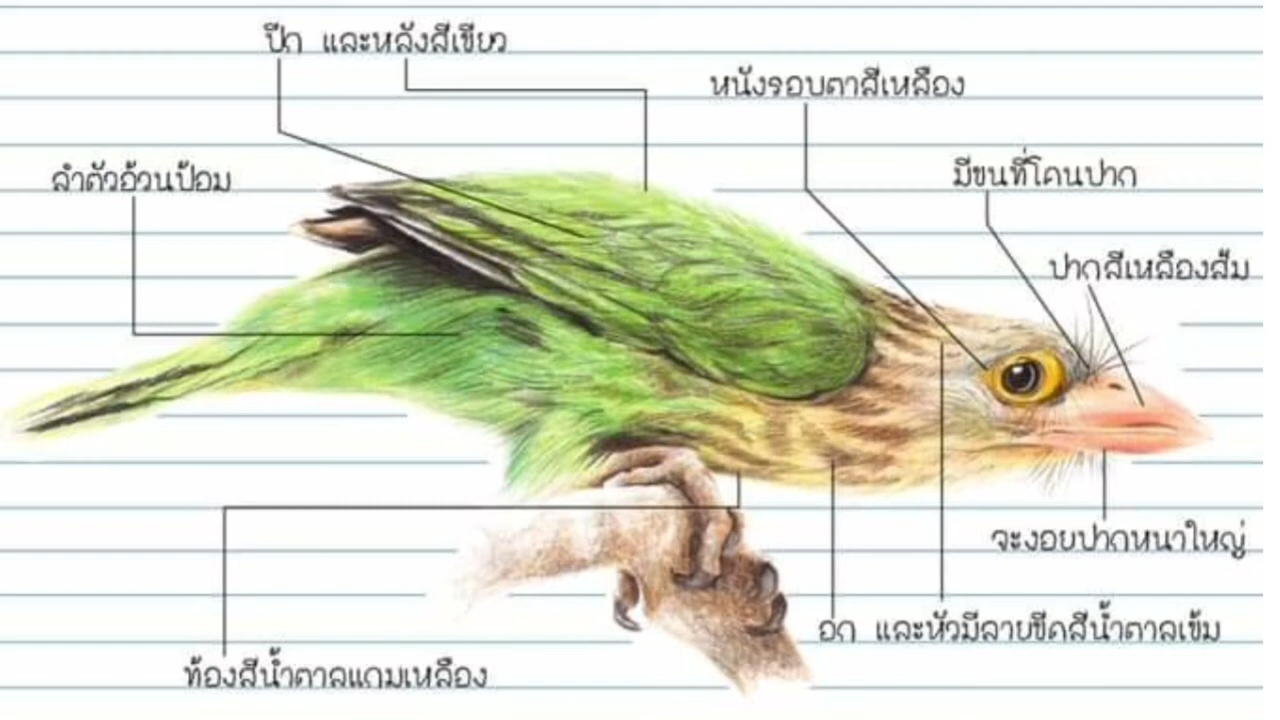 ปีก และหลังสีเขียว
หนังรอบตาสีเหลือง
ลำตัวอ้วนป้อม
มีขนที่โคนปาก
ปากสีเหลืองส้ม
จะงอยปากหนาใหญ่
อก และหัวมีลายขีดสีน้ำตาลเข้ม
ท้องสีน้ำตาลแกมเหลือง